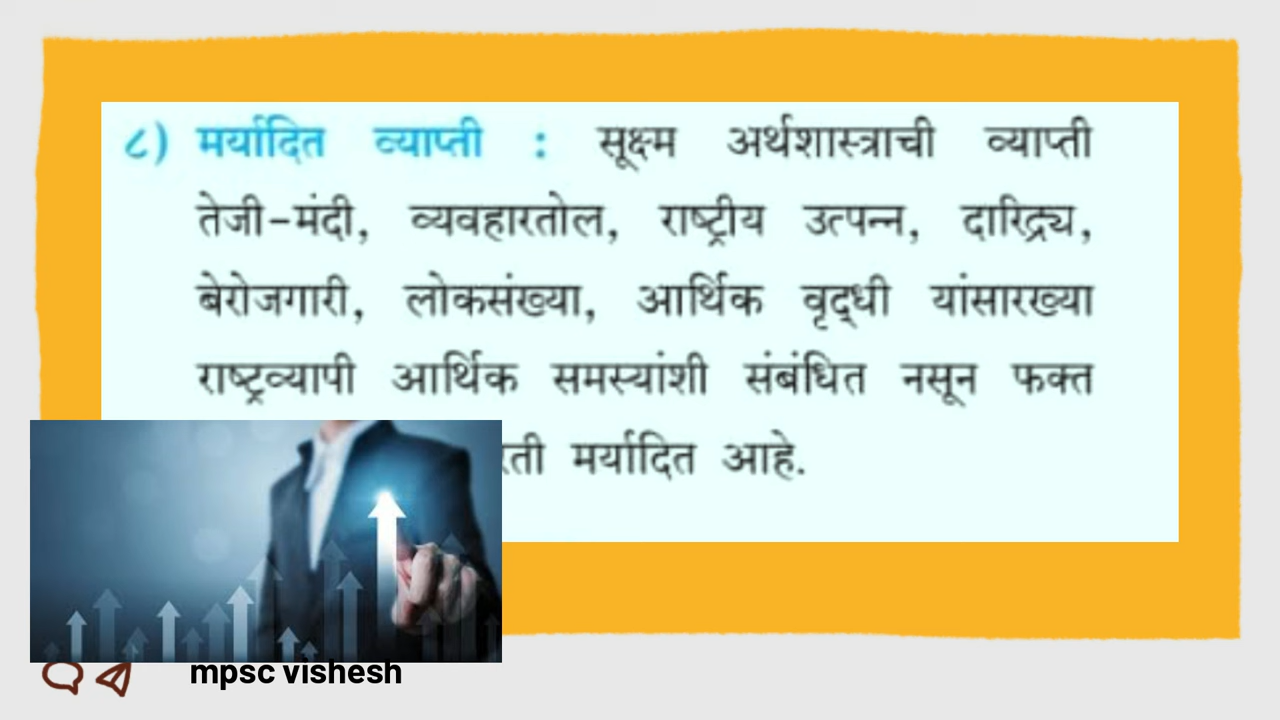 ८) मर्यादित व्याप्ती : सूक्ष्म अर्थशास्त्राची व्याप्ती
तेजी-मंदी, व्यवहारतोल, राष्ट्रीय उत्पन्न, दारिद्र्य,
बेरोजगारी, लोकसंख्या, आर्थिक वृद्धी यांसारख्या
राष्ट्रव्यापी आर्थिक समस्यांशी संबंधित नसून फक्त
मर्यादित आहे.
mpsc vishesh